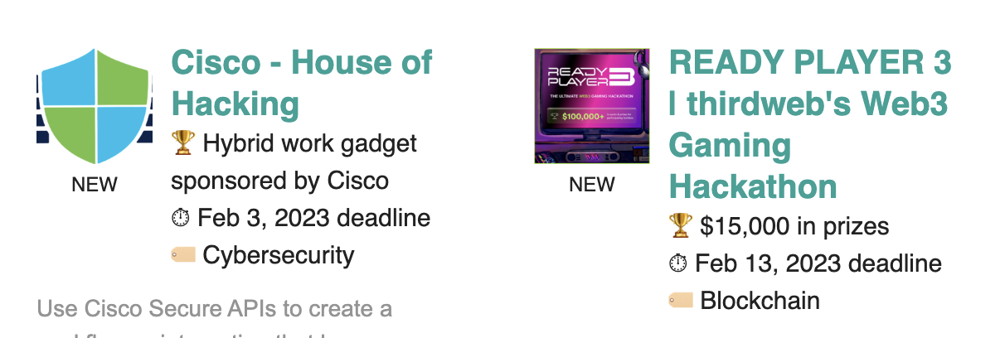 Cisco - House of
Hacking
🏆 Hybrid work gadget
sponsored by Cisco
⏱ Feb 3, 2023 deadline
🏷 Cybersecurity
NEW
Use Cisco Secure APIs to create a
READY PLAYER 3
| thirdweb's Web3
Gaming
Hackathon
🏆 $15,000 in prizes
⏱ Feb 13, 2023 deadline
🏷 Blockchain
READY
PLAYER 3
THE ULTIMATE WEB3 GAMING HACKATHON
$100,000+
NEW